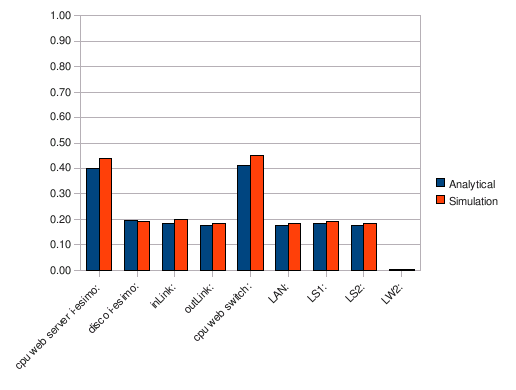 1.00
0.90
0.80
0.70
0.60
0.50
0.40
0.30
0.20
0.10
0.00
cpu web server i-esimo:
disco i-esimo:
inLink:
outLink:
cpu web switch:
LAN:
LS1:
LS2:
LW2:
Analytical
Simulation